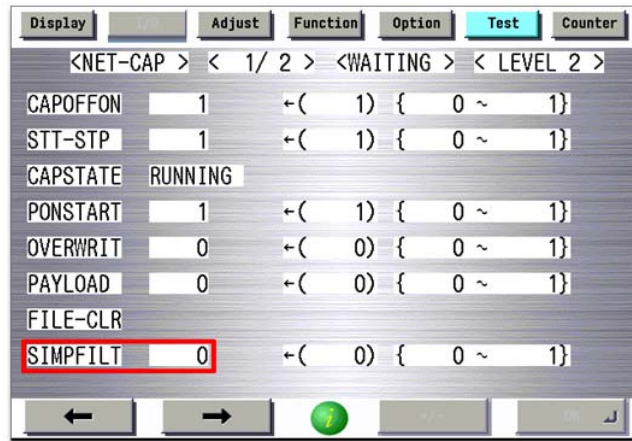 Display I/O Adjust Function Option Test Counter
<NET-CAP > < 1/ 2 > <WAITING > < LEVEL 2 >
CAPOFFON 1 ←( 1) { 0 ~ 1}
STT-STP 1 ←( 1) { 0 ~ 1}
CAPSTATE RUNNING
PONSTART 1 ←( 1) { 0 ~ 1}
OVERWRIT 0 ←( 0) { 0 ~ 1}
PAYLOAD 0 ←( 0) { 0 ~ 1}
FILE-CLR
SIMPFILT 0 ←( 0) { 0 ~ 1}
← → i +/- OK ┘